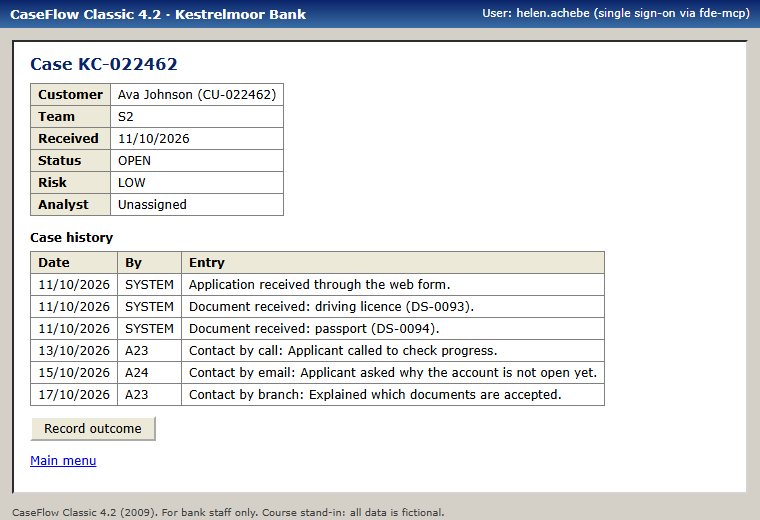 CaseFlow Classic 4.2 · Kestrelmoor Bank User: helen.achebe (single sign-on via fde-mcp)
Case KC-022462
Customer Ava Johnson (CU-022462)
Team S2
Received 11/10/2026
Status OPEN
Risk LOW
Analyst Unassigned
Case history
Date By Entry
11/10/2026 SYSTEM Application received through the web form.
11/10/2026 SYSTEM Document received: driving licence (DS-0093).
11/10/2026 SYSTEM Document received: passport (DS-0094).
13/10/2026 A23 Contact by call: Applicant called to check progress.
15/10/2026 A24 Contact by email: Applicant asked why the account is not open yet.
17/10/2026 A23 Contact by branch: Explained which documents are accepted.
Record outcome
Main menu
CaseFlow Classic 4.2 (2009). For bank staff only. Course stand-in: all data is fictional.